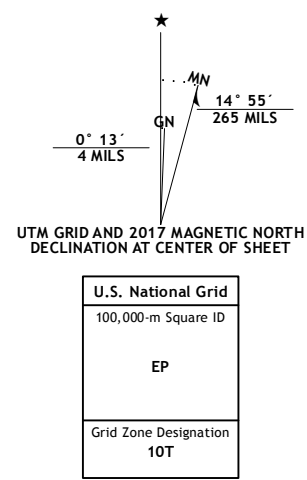 ★
MN
GN
14° 55´
265 MILS
0° 13´
4 MILS
UTM GRID AND 2017 MAGNETIC NORTH
DECLINATION AT CENTER OF SHEET
U.S. National Grid
100,000-m Square ID
EP
Grid Zone Designation
10T